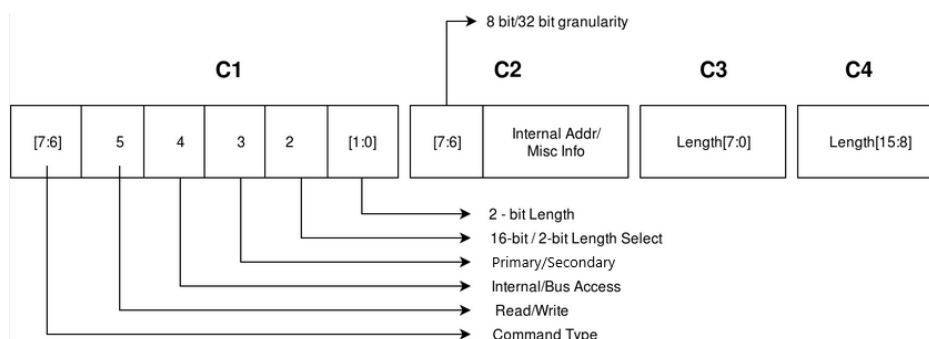 8 bit/32 bit granularity
C1 C2 C3 C4
[7:6] 5 4 3 2 [1:0] [7:6] Internal Addr/ Length[7:0] Length[15:8]
Misc Info
2 - bit Length
16-bit / 2-bit Length Select
Primary/Secondary
Internal/Bus Access
Read/Write
Command Type